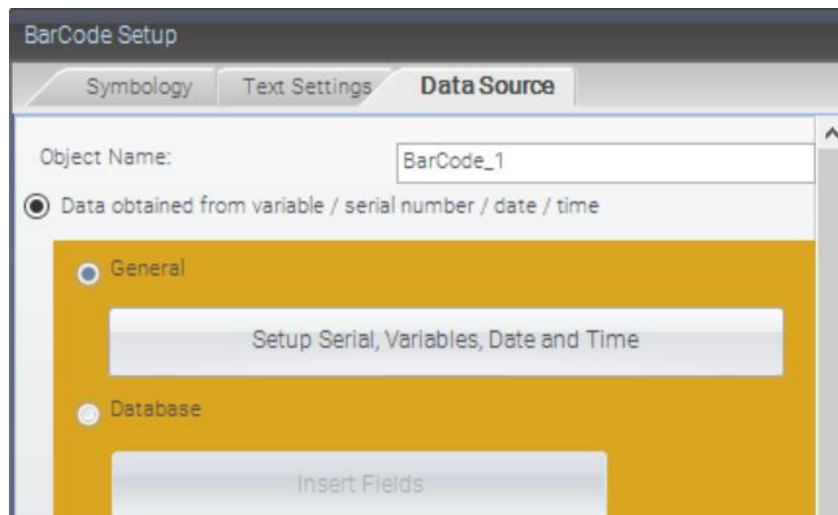 BarCode Setup
Symbology Text Settings Data Source
Object Name: BarCode_1
Data obtained from variable / serial number / date / time
General
Setup Serial, Variables, Date and Time
Database
Insert Fields